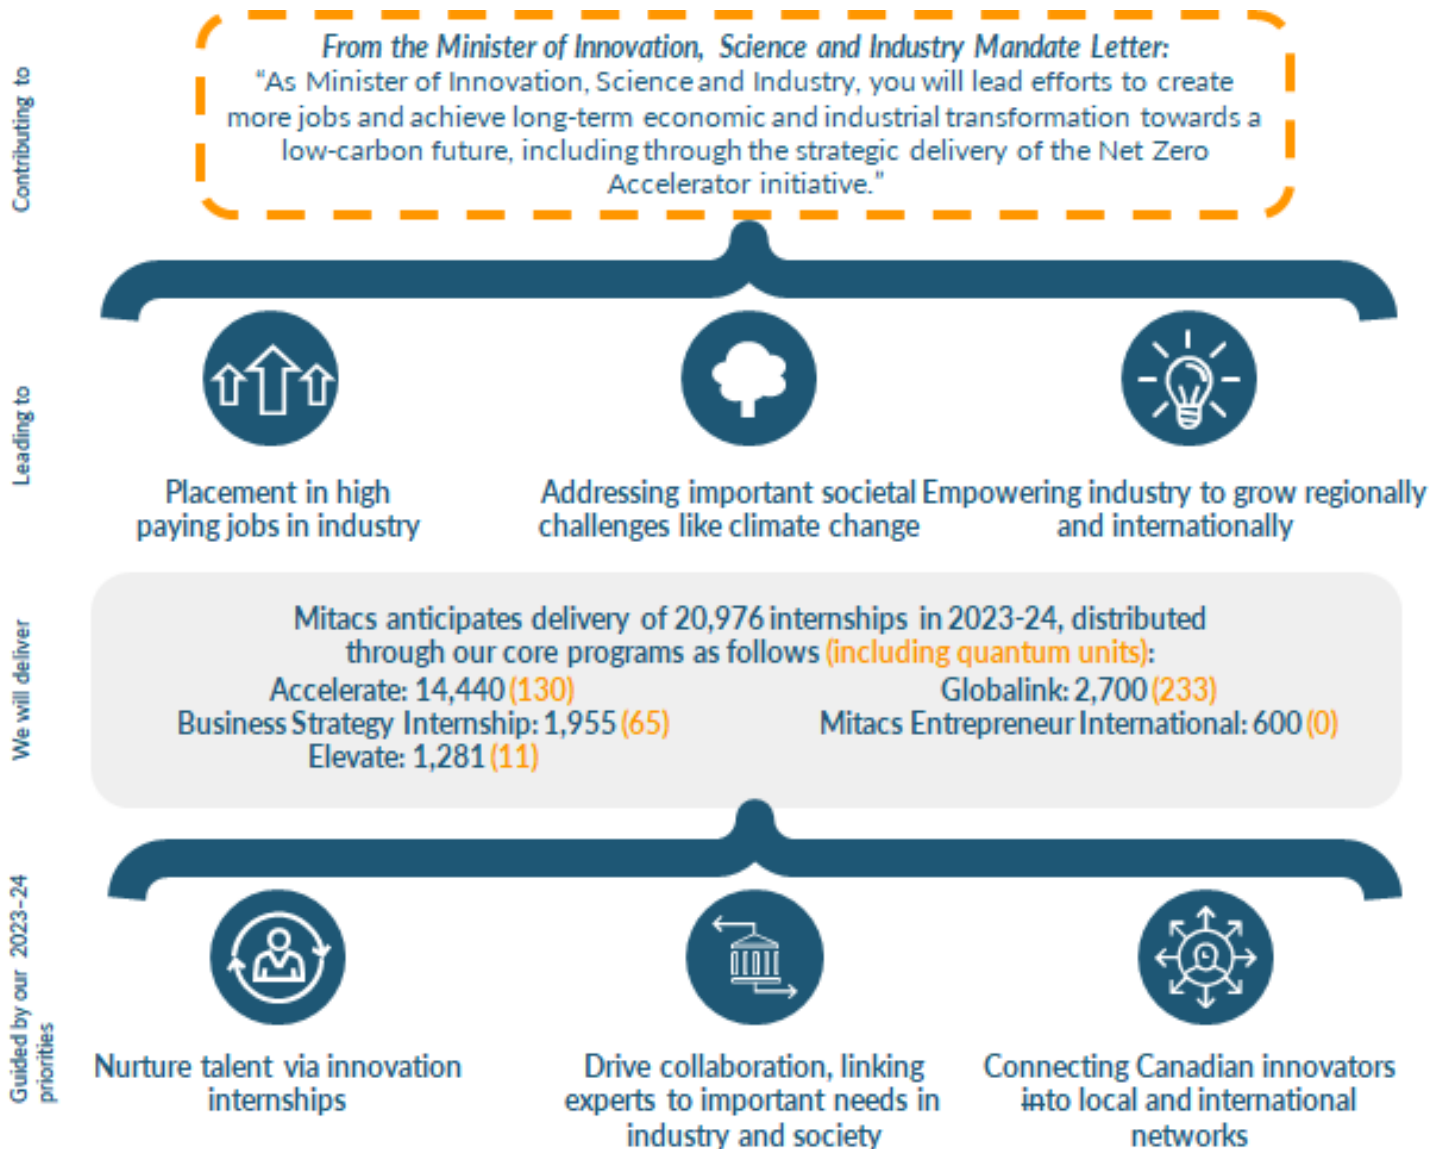 Contributing to
From the Minister of Innovation, Science and Industry Mandate Letter:
“As Minister of Innovation, Science and Industry, you will lead efforts to create
more jobs and achieve long-term economic and industrial transformation towards a
low-carbon future, including through the strategic delivery of the Net Zero
Accelerator initiative.”
Leading to
Placement in high
paying jobs in industry
Addressing important societal
challenges like climate change
Empowering industry to grow regionally
and internationally
We will deliver
Mitacs anticipates delivery of 20,976 internships in 2023-24, distributed
through our core programs as follows (including quantum units):
Accelerate: 14,440 (130)
Business Strategy Internship: 1,955 (65)
Elevate: 1,281 (11)
Globalink: 2,700 (233)
Mitacs Entrepreneur International: 600 (0)
Guided by our 2023–24
priorities
Nurture talent via innovation
internships
Drive collaboration, linking
experts to important needs in
industry and society
Connecting Canadian innovators
into local and international
networks